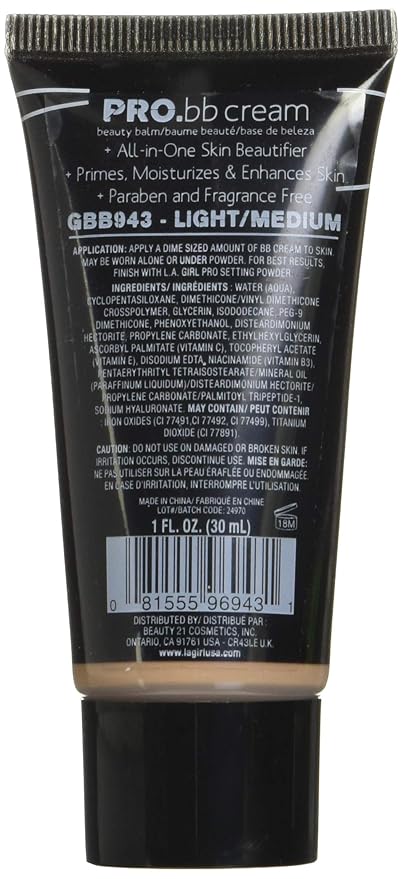 PRO.bb cream
beauty balm/baume beauté/base de beleza
+ All-in-One Skin Beautifier
+ Primes, Moisturizes & Enhances Skin
+ Paraben and Fragrance Free
GBB943 - LIGHT/MEDIUM
APPLICATION: APPLY A DIME SIZED AMOUNT OF BB CREAM TO SKIN.
MAY BE WORN ALONE OR UNDER POWDER. FOR BEST RESULTS,
FINISH WITH L.A. GIRL PRO SETTING POWDER.
INGREDIENTS/INGRÉDIENTS: WATER (AQUA),
CYCLOPENTASILOXANE, DIMETHICONE/VINYL DIMETHICONE
CROSSPOLYMER, GLYCERIN, ISODODECANE, PEG-9
DIMETHICONE, PHENOXYETHANOL, DISTEARDIMONIUM
HECTORITE, PROPYLENE CARBONATE, ETHYLHEXYLGLYCERIN,
ASCORBYL PALMITATE (VITAMIN C), TOCOPHERYL ACETATE
(VITAMIN E), DISODIUM EDTA, NIACINAMIDE (VITAMIN B3),
PENTAERYTHRITYL TETRAISOSTEARATE/MINERAL OIL
(PARAFFINUM LIQUIDUM)/DISTEARDIMONIUM HECTORITE/
PROPYLENE CARBONATE/PALMITOYL TRIPEPTIDE-1,
SODIUM HYALURONATE. MAY CONTAIN/ PEUT CONTENIR
: IRON OXIDES (CI 77491,CI 77492, CI 77499), TITANIUM
DIOXIDE (CI 77891).
CAUTION: DO NOT USE ON DAMAGED OR BROKEN SKIN. IF
IRRITATION OCCURS, DISCONTINUE USE. MISE EN GARDE:
NE PAS UTILISER SUR LA PEAU ÉRAFLÉE OU ENDOMMAGÉE.
EN CAS D'IRRITATION, INTERROMPRE L'UTILISATION.
MADE IN CHINA/ FABRIQUÉ EN CHINE
LOT#/BATCH CODE: 24970
1 FL. OZ. (30 mL)
18M
0 81555 96943 1
DISTRIBUTED BY/ DISTRIBUÉ PAR :
BEAUTY 21 COSMETICS, INC.
ONTARIO, CA 91761 USA - CR43LE U.K.
www.lagirlusa.com